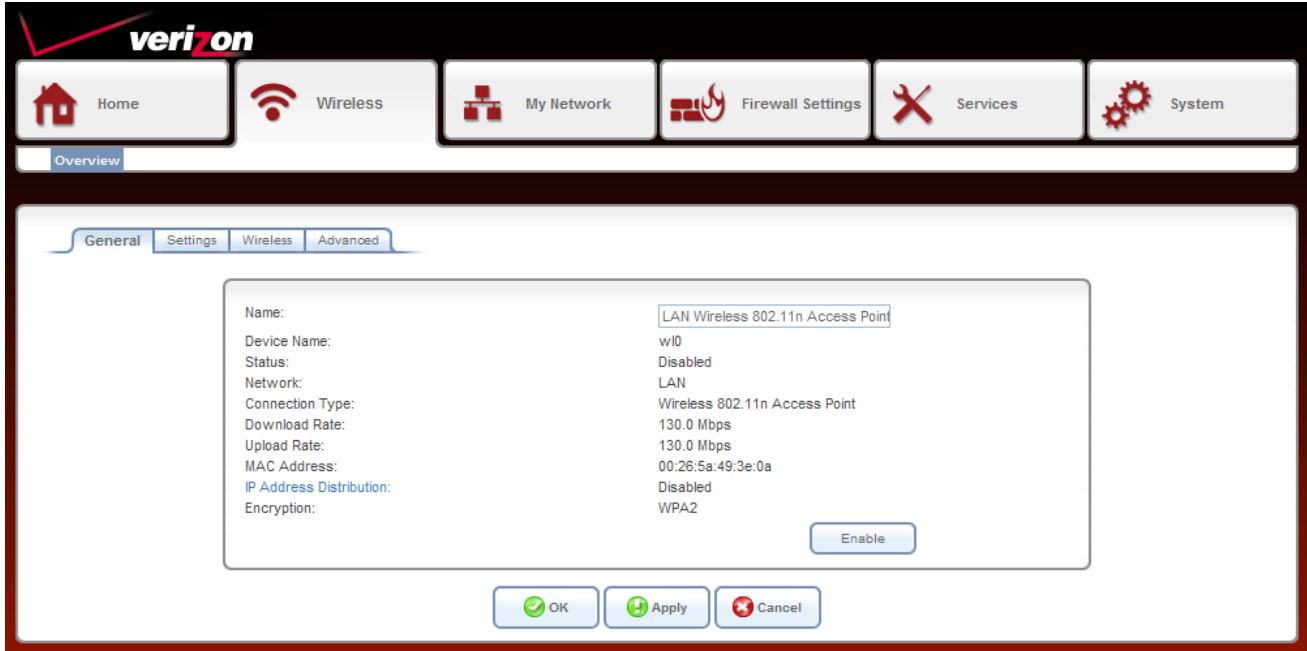 verizon
Home Wireless My Network Firewall Settings Services System
Overview
General Settings Wireless Advanced
Name: LAN Wireless 802.11n Access Point
Device Name: wl0
Status: Disabled
Network: LAN
Connection Type: Wireless 802.11n Access Point
Download Rate: 130.0 Mbps
Upload Rate: 130.0 Mbps
MAC Address: 00:26:5a:49:3e:0a
IP Address Distribution: Disabled
Encryption: WPA2
Enable
OK Apply Cancel